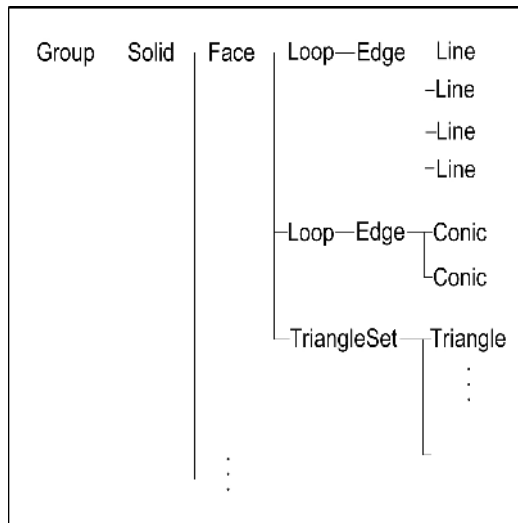 Group Solid Face Loop Edge Line
Line
Line
Line
Loop Edge Conic
Conic
TriangleSet Triangle